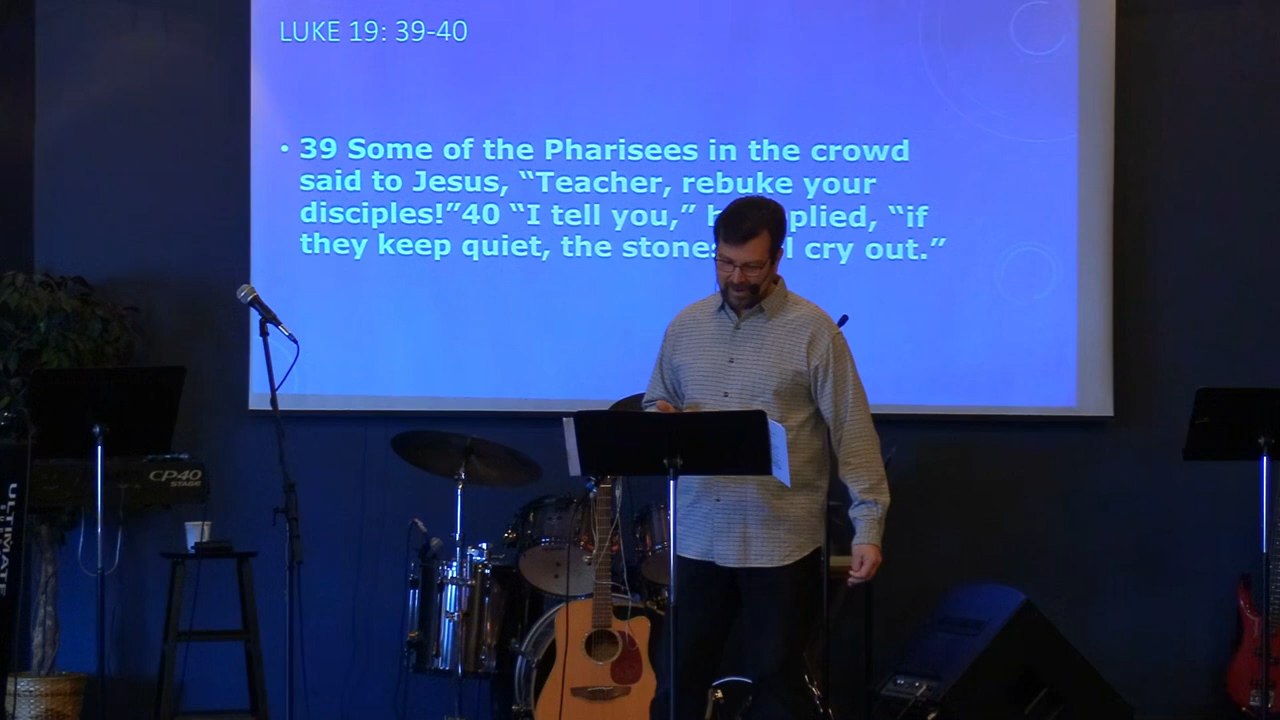 LUKE 19: 39-40
• 39 Some of the Pharisees in the crowd
said to Jesus, “Teacher, rebuke your
disciples!”40 “I tell you,” plied, “if
they keep quiet, the stones cry out.”
CP40
STAGE
ULTIMATE